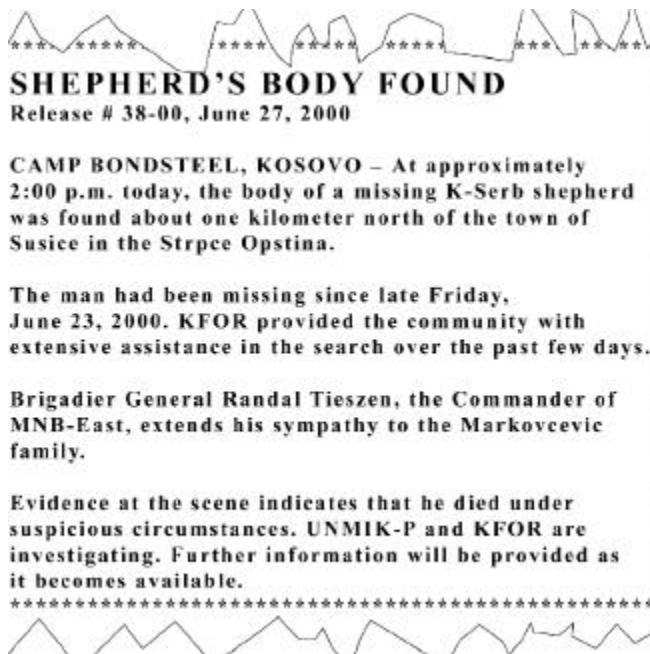 ***** ***** ***** ***** *** *****
SHEPHERD'S BODY FOUND
Release # 38-00, June 27, 2000
CAMP BONDSTEEL, KOSOVO – At approximately
2:00 p.m. today, the body of a missing K-Serb shepherd
was found about one kilometer north of the town of
Susice in the Strpce Opstina.
The man had been missing since late Friday,
June 23, 2000. KFOR provided the community with
extensive assistance in the search over the past few days.
Brigadier General Randal Tieszen, the Commander of
MNB-East, extends his sympathy to the Markovcevic
family.
Evidence at the scene indicates that he died under
suspicious circumstances. UNMIK-P and KFOR are
investigating. Further information will be provided as
it becomes available.
**************************************************